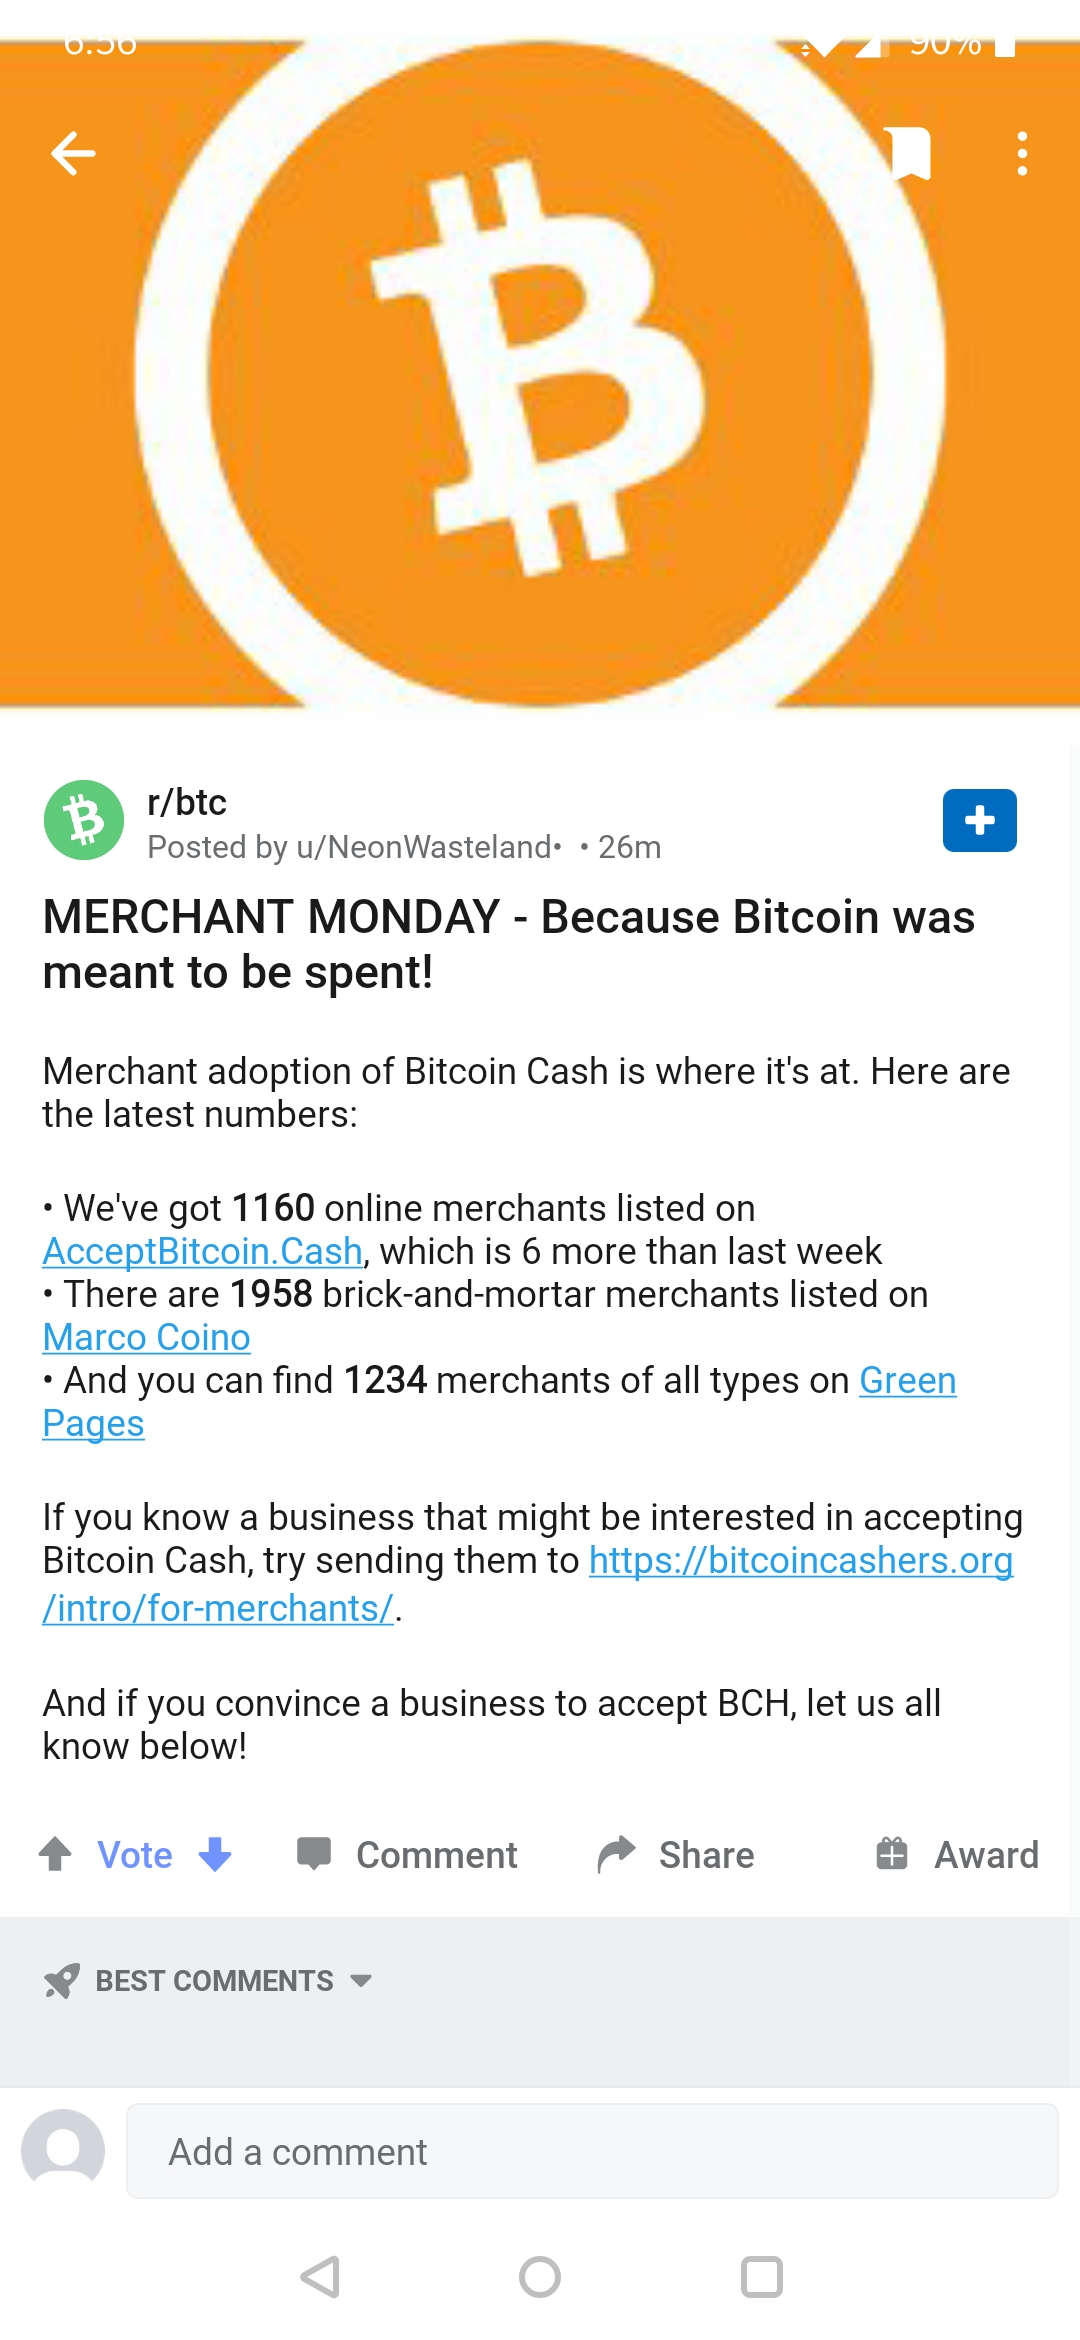 6:56 90%
r/btc
Posted by u/NeonWasteland• • 26m
MERCHANT MONDAY - Because Bitcoin was
meant to be spent!
Merchant adoption of Bitcoin Cash is where it's at. Here are
the latest numbers:
• We've got 1160 online merchants listed on
AcceptBitcoin.Cash, which is 6 more than last week
• There are 1958 brick-and-mortar merchants listed on
Marco Coino
• And you can find 1234 merchants of all types on Green
Pages
If you know a business that might be interested in accepting
Bitcoin Cash, try sending them to https://bitcoincashers.org
/intro/for-merchants/.
And if you convince a business to accept BCH, let us all
know below!
Vote Comment Share Award
BEST COMMENTS
Add a comment